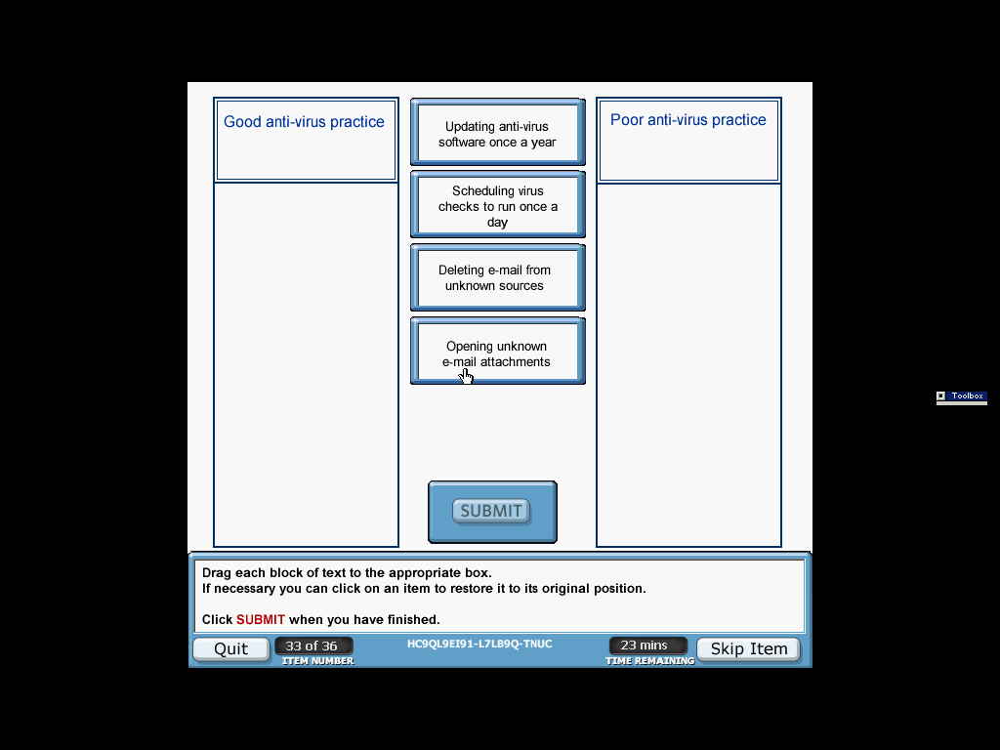 Good anti-virus practice
Updating anti-virus
software once a year
Poor anti-virus practice
Scheduling virus
checks to run once a
day
Deleting e-mail from
unknown sources
Opening unknown
e-mail attachments
Toolbox
SUBMIT
Drag each block of text to the appropriate box.
If necessary you can click on an item to restore it to its original position.
Click SUBMIT when you have finished.
Quit
33 of 36
ITEM NUMBER
HC9QL9EI91-L7LB9Q-TNUC
23 mins
TIME REMAINING
Skip Item